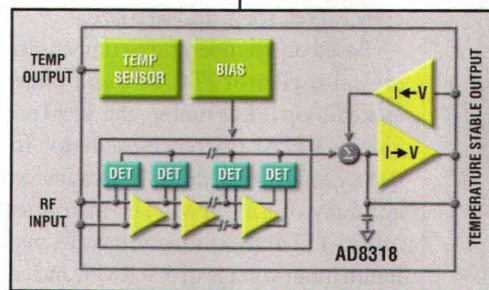 TEMP
OUTPUT
TEMP
SENSOR
BIAS
I←V
I→V
Σ
DET
DET
DET
DET
RF
INPUT
AD8318
TEMPERATURE STABLE OUTPUT